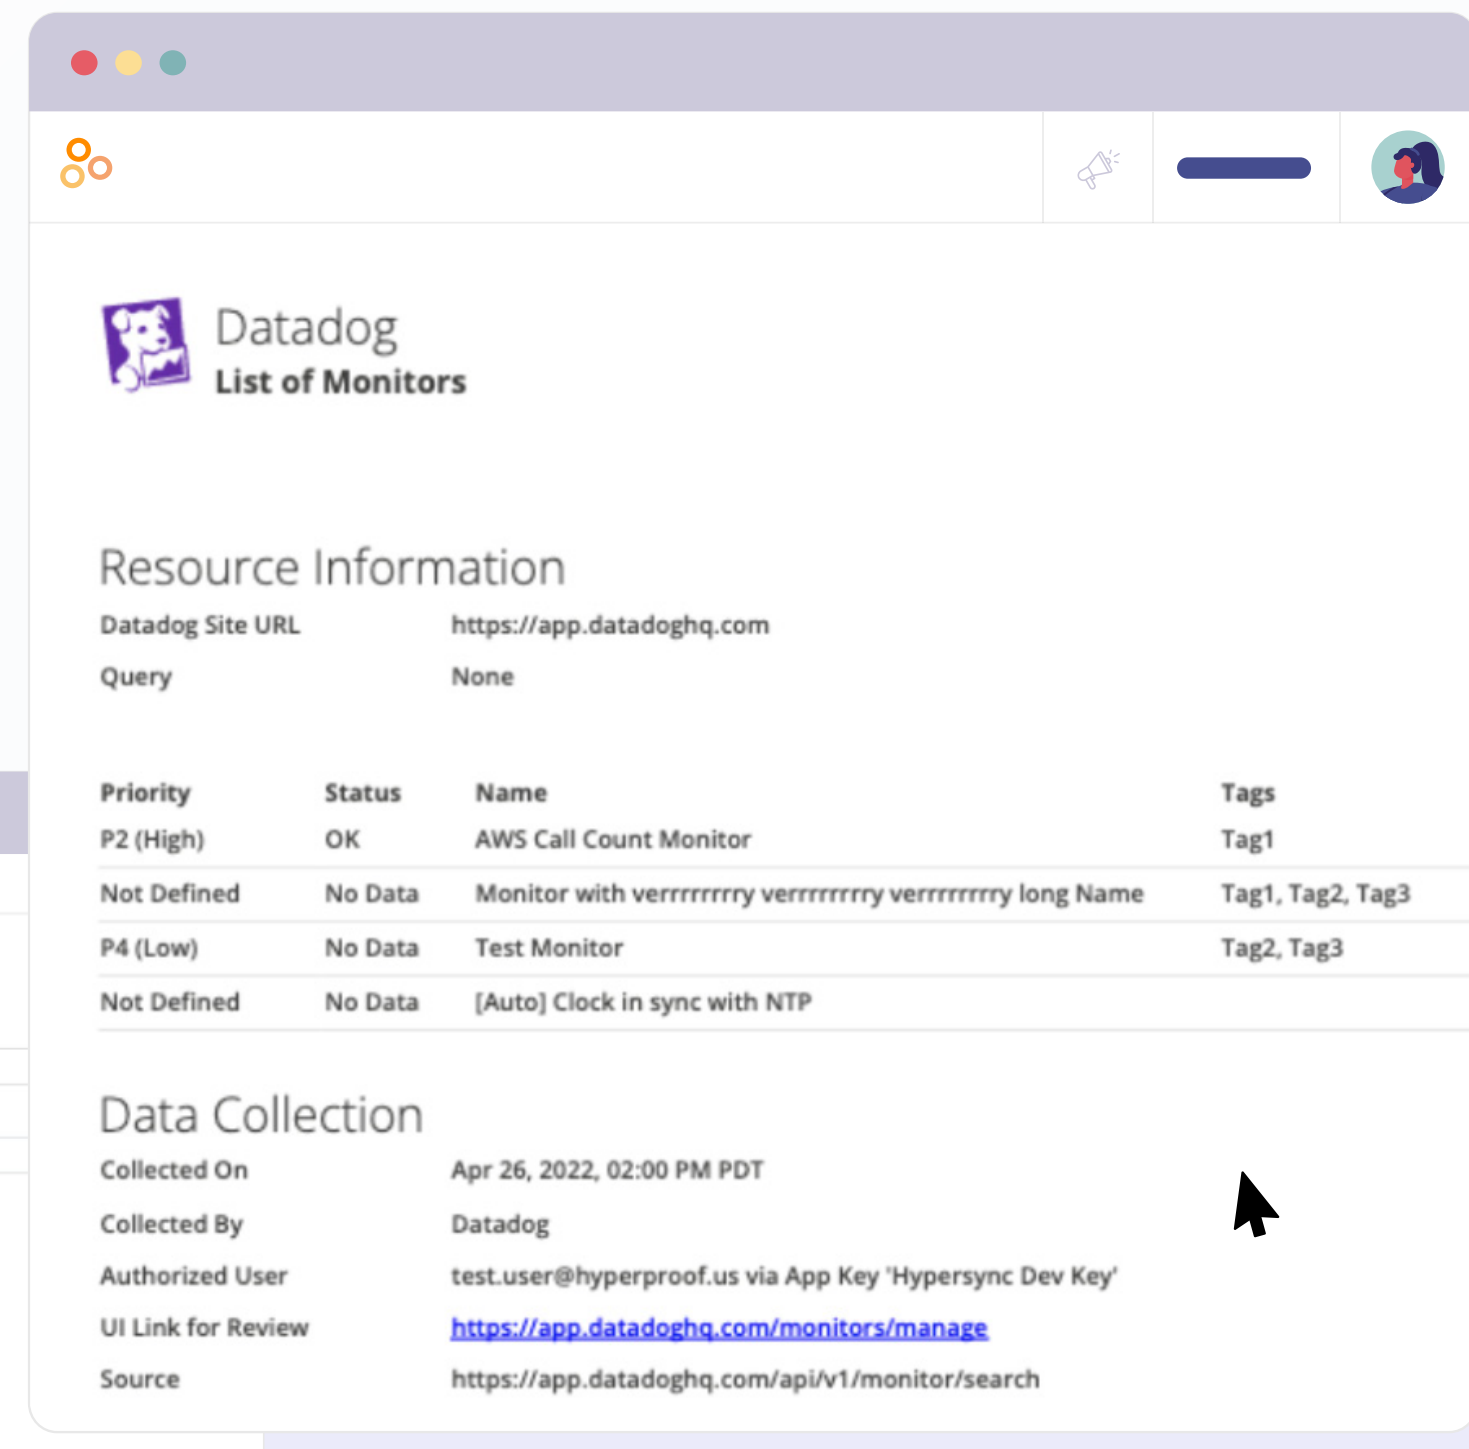 Datadog
List of Monitors
Resource Information
Datadog Site URL https://app.datadoghq.com
Query None
Priority Status Name Tags
P2 (High) OK AWS Call Count Monitor Tag1
Not Defined No Data Monitor with verrrrrrrry verrrrrrrry verrrrrrrry long Name Tag1, Tag2, Tag3
P4 (Low) No Data Test Monitor Tag2, Tag3
Not Defined No Data [Auto] Clock in sync with NTP
Data Collection
Collected On Apr 26, 2022, 02:00 PM PDT
Collected By Datadog
Authorized User test.user@hyperproof.us via App Key 'Hypersync Dev Key'
UI Link for Review https://app.datadoghq.com/monitors/manage
Source https://app.datadoghq.com/api/v1/monitor/search